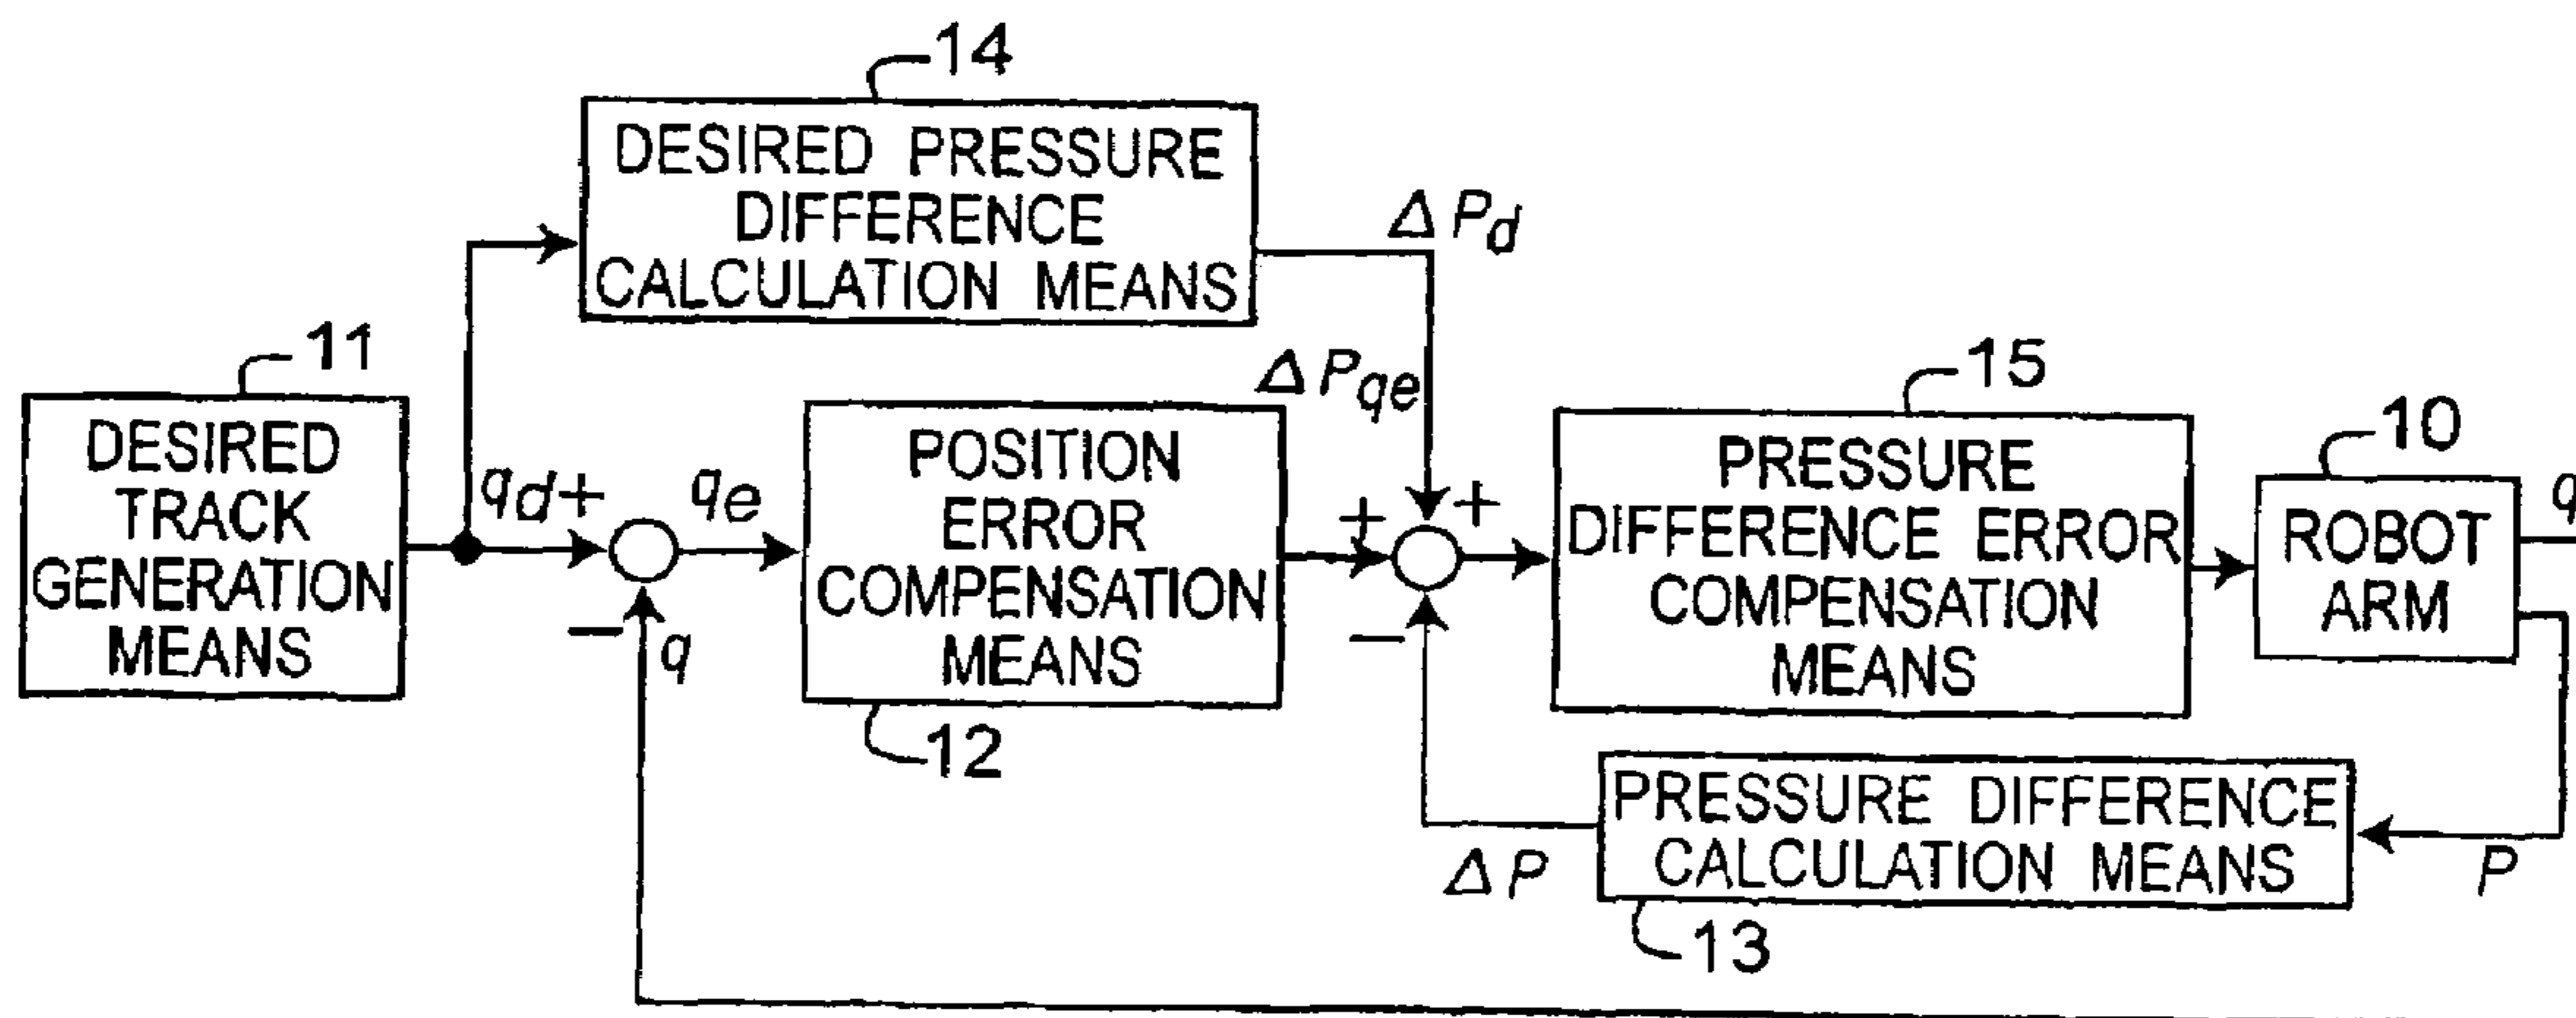 14
DESIRED PRESSURE
DIFFERENCE
CALCULATION MEANS
ΔPd
11
DESIRED
TRACK
GENERATION
MEANS
qd+
−
q
qe
ΔPqe
POSITION
ERROR
COMPENSATION
MEANS
12
+
+
−
15
PRESSURE
DIFFERENCE ERROR
COMPENSATION
MEANS
10
ROBOT
ARM
q
P
PRESSURE DIFFERENCE
CALCULATION MEANS
13
ΔP